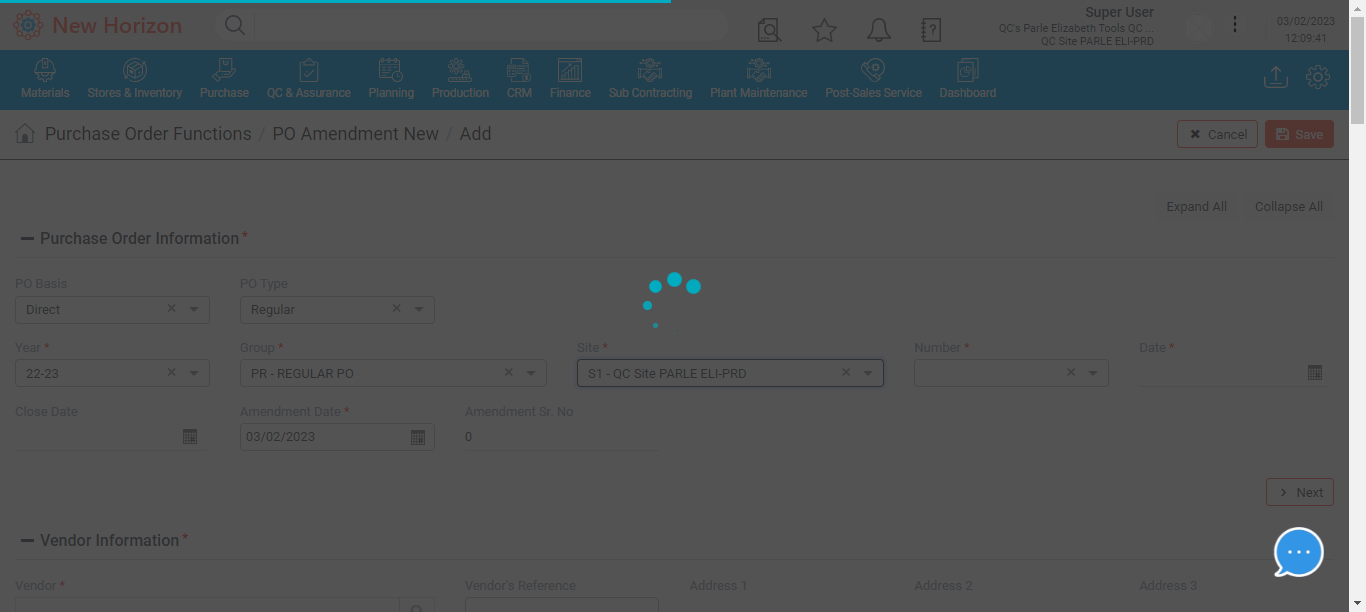 New Horizon
Super User
QC's Parle Elizabeth Tools QC ...
QC Site PARLE ELI-PRD
03/02/2023
12:09:41
Materials Stores & Inventory Purchase QC & Assurance Planning Production CRM Finance Sub Contracting Plant Maintenance Post-Sales Service Dashboard
Purchase Order Functions / PO Amendment New / Add
Cancel Save
Expand All Collapse All
Purchase Order Information *
PO Basis PO Type
Direct Regular
Year * Group * Site * Number * Date *
22-23 PR - REGULAR PO S1 - QC Site PARLE ELI-PRD
Close Date Amendment Date * Amendment Sr. No
03/02/2023 0
Next
Vendor Information *
Vendor * Vendor's Reference Address 1 Address 2 Address 3